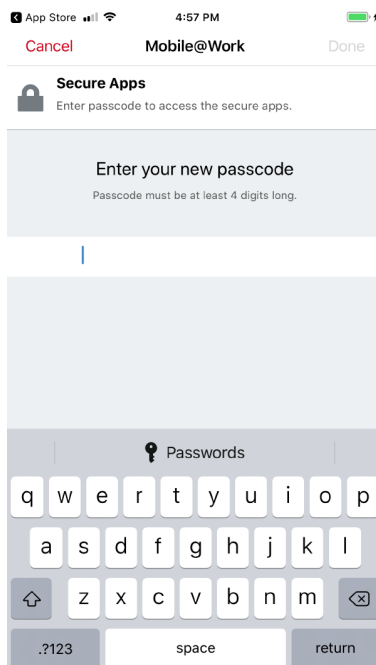 App Store 4:57 PM
Cancel Mobile@Work Done
Secure Apps
Enter passcode to access the secure apps.
Enter your new passcode
Passcode must be at least 4 digits long.
Passwords
q w e r t y u i o p
a s d f g h j k l
z x c v b n m
.?123 space return